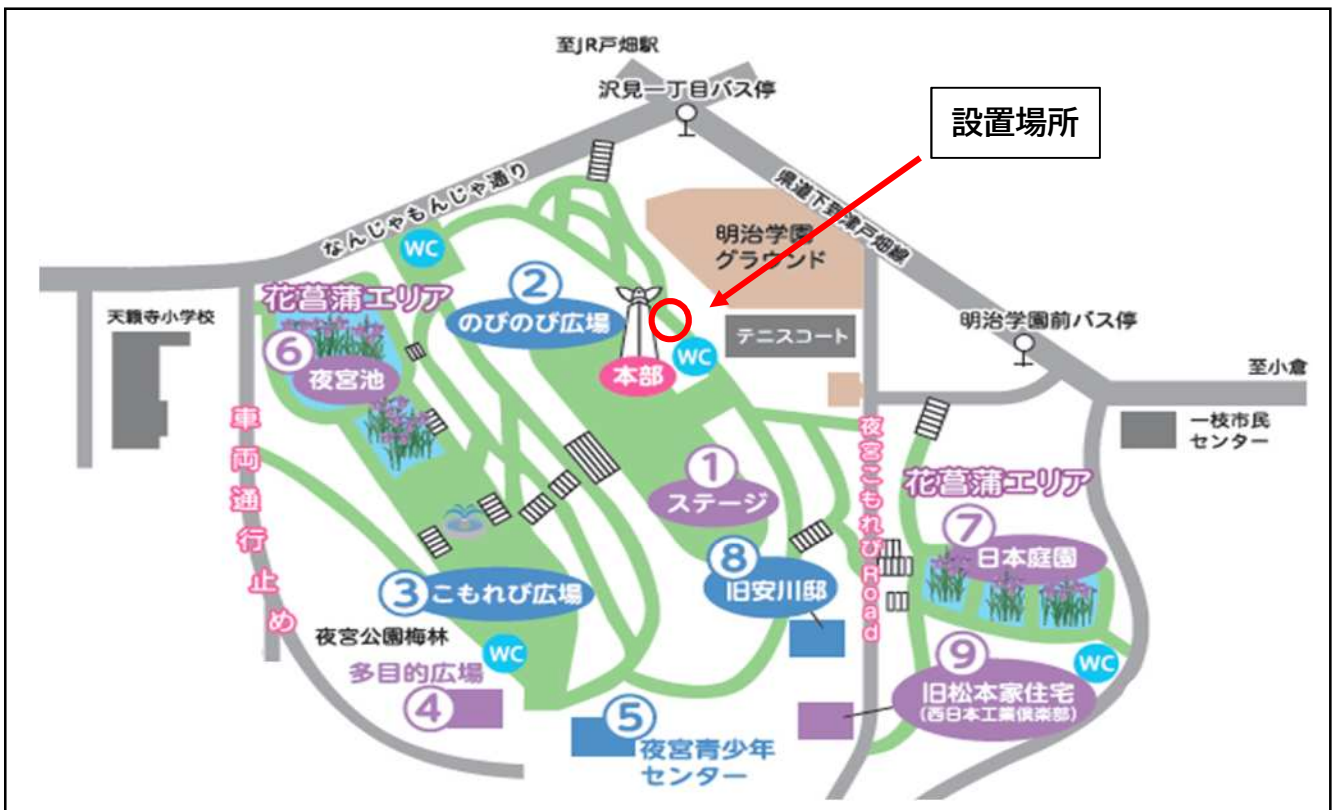 至JR戸畑駅
沢見一丁目バス停
設置場所
なんじゃもんじゃ通り
県道下到津戸畑線
WC
明治学園
グラウンド
花菖蒲エリア
②
のびのび広場
天籟寺小学校
テニスコート
明治学園前バス停
⑥
夜宮池
本部
WC
至小倉
一枝市民
センター
車両通行止め
夜宮こもれびRoad
①
ステージ
花菖蒲エリア
⑦
日本庭園
⑧
旧安川邸
③
こもれび広場
夜宮公園梅林
WC
多目的広場
④
⑤
夜宮青少年
センター
⑨
旧松本家住宅
(西日本工業倶楽部)
WC